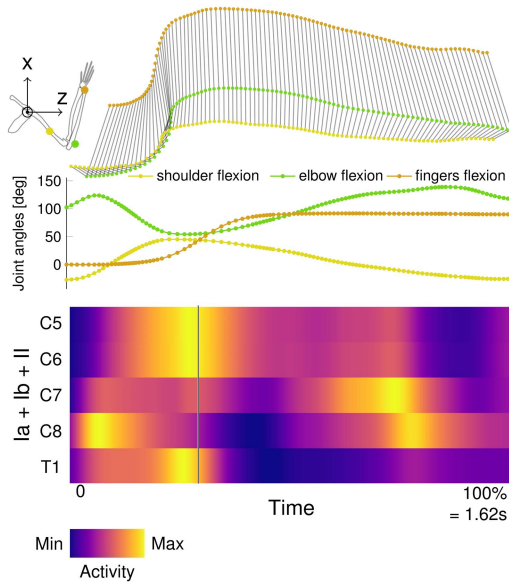 X
Z
shoulder flexion
elbow flexion
fingers flexion
Joint angles [deg]
150
100
50
0
Ia + Ib + II
C5
C6
C7
C8
T1
0
Time
100%
= 1.62s
Min
Max
Activity